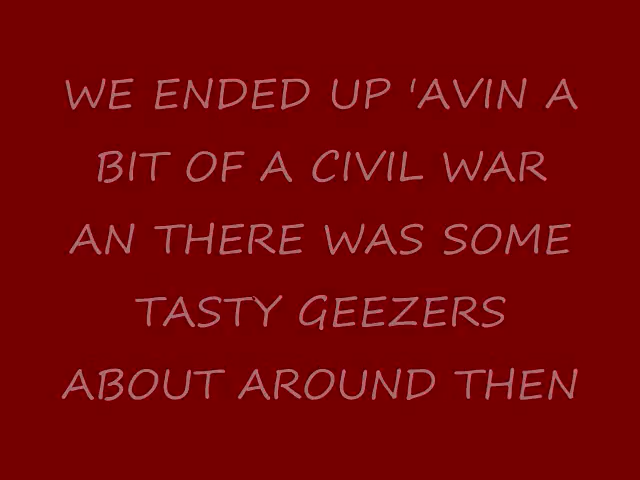 WE ENDED UP 'AVIN A
BIT OF A CIVIL WAR
AN THERE WAS SOME
TASTY GEEZERS
ABOUT AROUND THEN